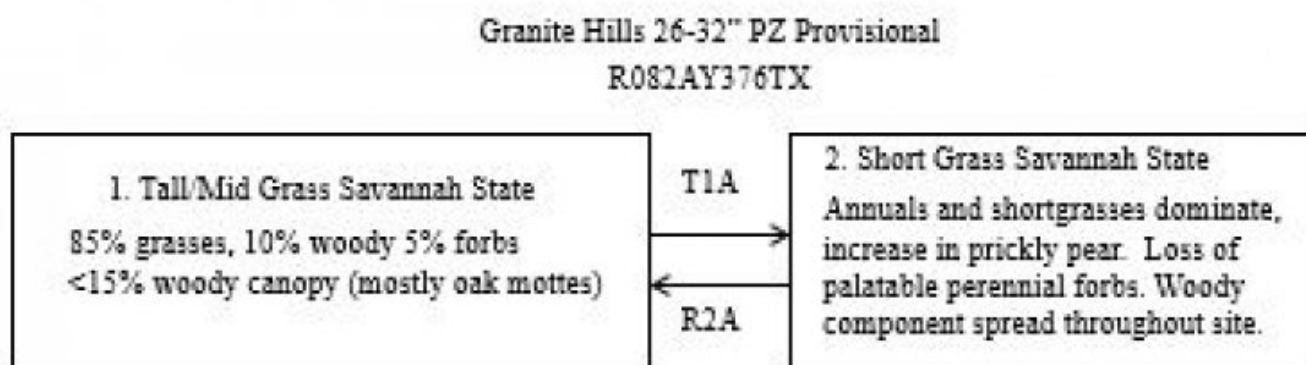 Granite Hills 26-32" PZ Provisional
R082AY376TX
1. Tall/Mid Grass Savannah State
85% grasses, 10% woody 5% forbs
<15% woody canopy (mostly oak mottes)
T1A
R2A
2. Short Grass Savannah State
Annuals and shortgrasses dominate,
increase in prickly pear.  Loss of
palatable perennial forbs. Woody
component spread throughout site.